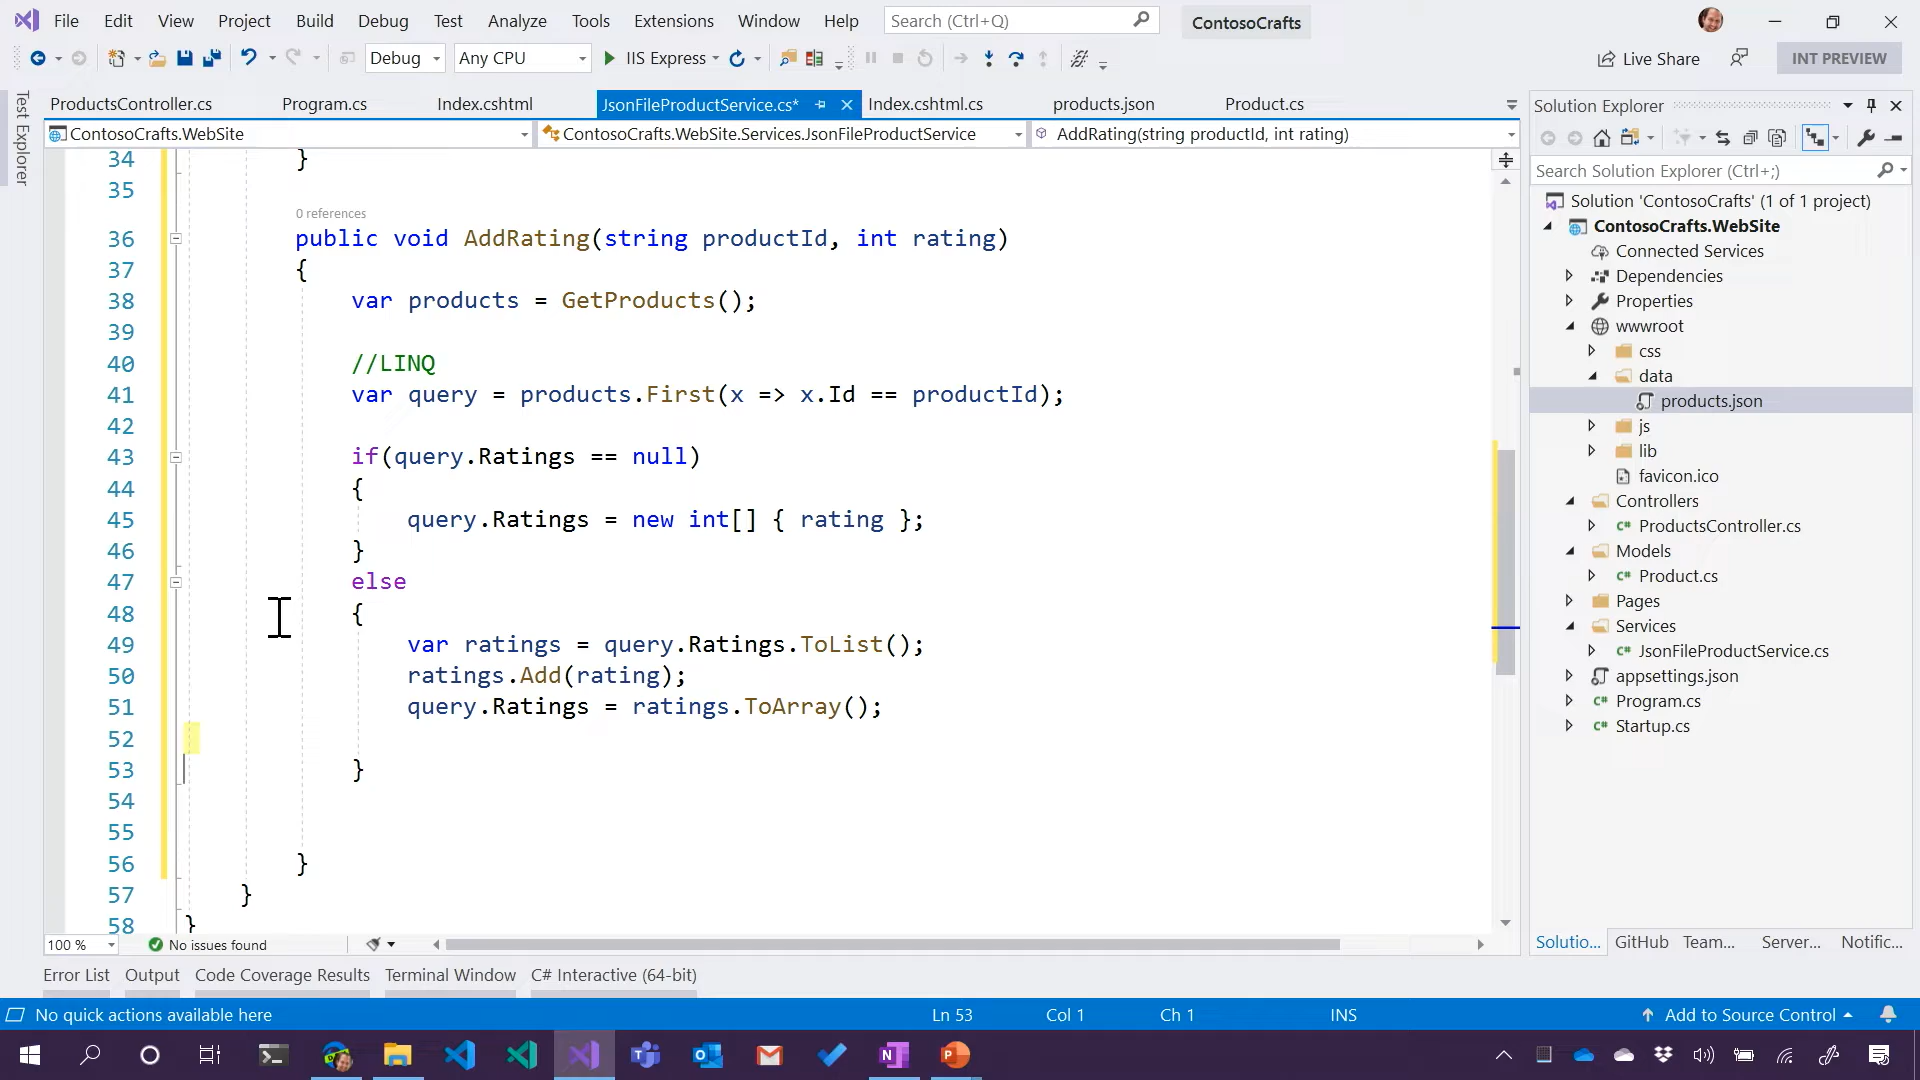 File Edit View Project Build Debug Test Analyze Tools Extensions Window Help Search (Ctrl+Q) ContosoCrafts
Debug Any CPU IIS Express Live Share INT PREVIEW
Test Explorer
ProductsController.cs Program.cs Index.cshtml JsonFileProductService.cs* Index.cshtml.cs products.json Product.cs
ContosoCrafts.WebSite ContosoCrafts.WebSite.Services.JsonFileProductService AddRating(string productId, int rating)
34 }
35
0 references
36 public void AddRating(string productId, int rating)
37 {
38 var products = GetProducts();
39
40 //LINQ
41 var query = products.First(x => x.Id == productId);
42
43 if(query.Ratings == null)
44 {
45 query.Ratings = new int[] { rating };
46 }
47 else
48 {
49 var ratings = query.Ratings.ToList();
50 ratings.Add(rating);
51 query.Ratings = ratings.ToArray();
52
53 }
54
55
56 }
57 }
58 }
100 % No issues found
Solution Explorer
Search Solution Explorer (Ctrl+;)
Solution 'ContosoCrafts' (1 of 1 project)
ContosoCrafts.WebSite
Connected Services
Dependencies
Properties
wwwroot
css
data
products.json
js
lib
favicon.ico
Controllers
C# ProductsController.cs
Models
C# Product.cs
Pages
Services
C# JsonFileProductService.cs
appsettings.json
C# Program.cs
C# Startup.cs
Solutio... GitHub Team... Server... Notific...
Error List Output Code Coverage Results Terminal Window C# Interactive (64-bit)
No quick actions available here Ln 53 Col 1 Ch 1 INS Add to Source Control